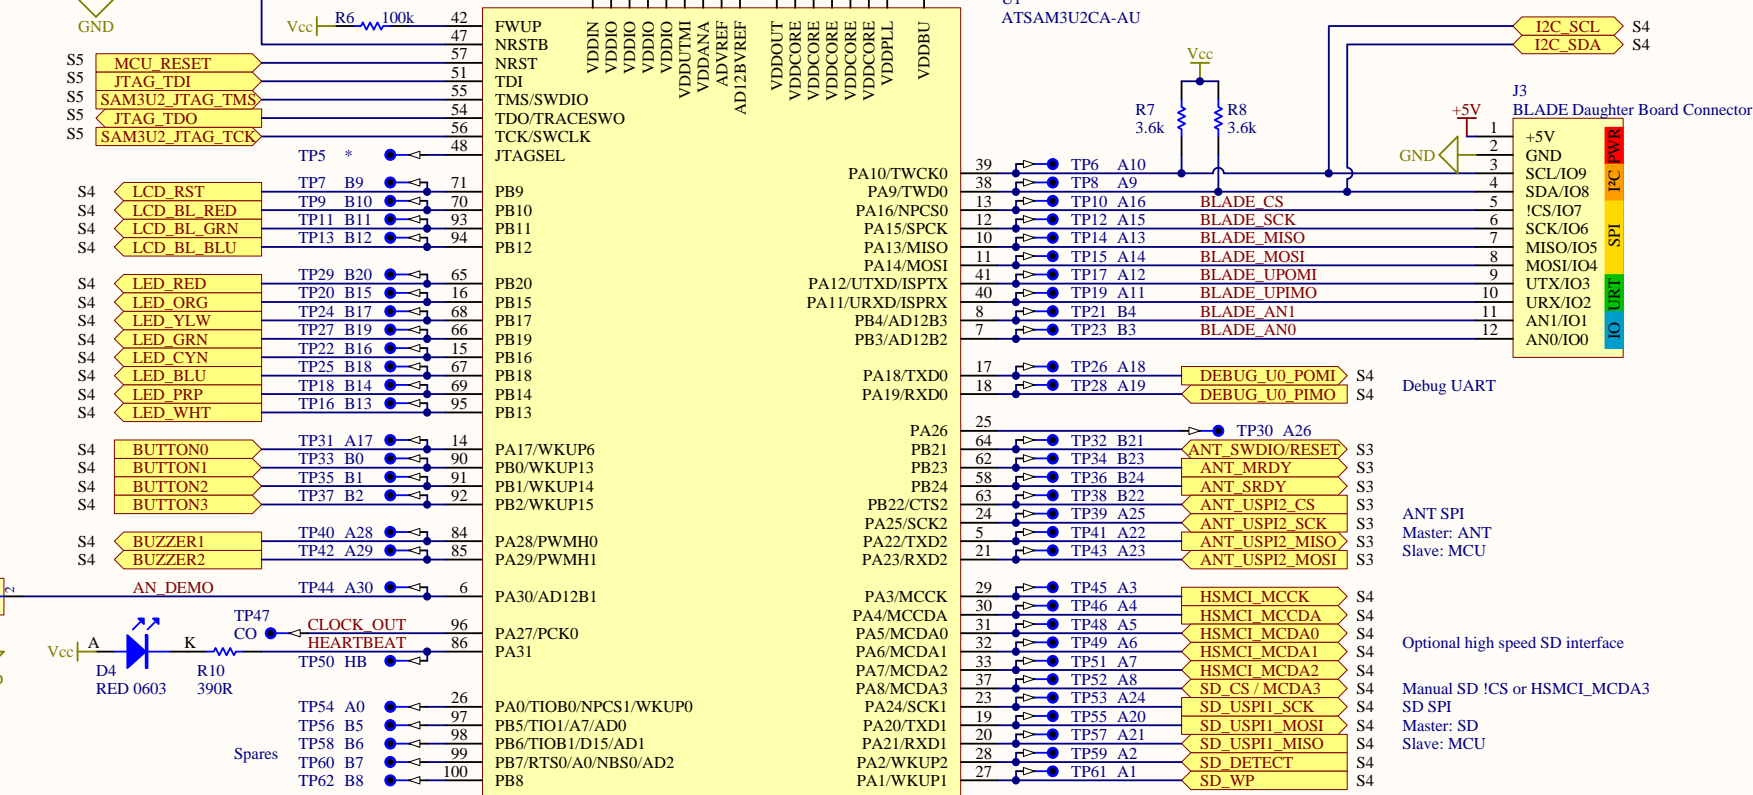 GND
Vcc R6 100k 42 FWUP
47 NRSTB
S5 MCU_RESET 57 NRST
S5 JTAG_TDI 51 TDI
S5 SAM3U2_JTAG_TMS 55 TMS/SWDIO
S5 JTAG_TDO 54 TDO/TRACESWO
S5 SAM3U2_JTAG_TCK 56 TCK/SWCLK
TP5 * 48 JTAGSEL
S4 LCD_RST TP7 B9 71 PB9
S4 LCD_BL_RED TP9 B10 70 PB10
S4 LCD_BL_GRN TP11 B11 93 PB11
S4 LCD_BL_BLU TP13 B12 94 PB12
S4 LED_RED TP29 B20 65 PB20
S4 LED_ORG TP20 B15 16 PB15
S4 LED_YLW TP24 B17 68 PB17
S4 LED_GRN TP27 B19 66 PB19
S4 LED_CYN TP22 B16 15 PB16
S4 LED_BLU TP25 B18 67 PB18
S4 LED_PRP TP18 B14 69 PB14
S4 LED_WHT TP16 B13 95 PB13
S4 BUTTON0 TP31 A17 14 PA17/WKUP6
S4 BUTTON1 TP33 B0 90 PB0/WKUP13
S4 BUTTON2 TP35 B1 91 PB1/WKUP14
S4 BUTTON3 TP37 B2 92 PB2/WKUP15
S4 BUZZER1 TP40 A28 84 PA28/PWMH0
S4 BUZZER2 TP42 A29 85 PA29/PWMH1
2 AN_DEMO TP44 A30 6 PA30/AD12B1
TP47
CO CLOCK_OUT 96 PA27/PCK0
Vcc A K HEARTBEAT 86 PA31
TP50 HB
D4 R10
RED 0603 390R
TP54 A0 26 PA0/TIOB0/NPCS1/WKUP0
TP56 B5 97 PB5/TIO1/A7/AD0
TP58 B6 98 PB6/TIOB1/D15/AD1
Spares
TP60 B7 99 PB7/RTS0/A0/NBS0/AD2
TP62 B8 100 PB8
VDDIN
VDDIO
VDDIO
VDDIO
VDDIO
VDDUTMI
VDDANA
ADVREF
AD12BVREF
VDDOUT
VDDCORE
VDDCORE
VDDCORE
VDDCORE
VDDCORE
VDDPLL
VDDBU
ATSAM3U2CA-AU
I2C_SCL S4
I2C_SDA S4
Vcc
R7 R8
3.6k 3.6k
J3
BLADE Daughter Board Connector
+5V
GND
PA10/TWCK0 39 TP6 A10
PA9/TWD0 38 TP8 A9
PA16/NPCS0 13 TP10 A16 BLADE_CS
PA15/SPCK 12 TP12 A15 BLADE_SCK
PA13/MISO 10 TP14 A13 BLADE_MISO
PA14/MOSI 11 TP15 A14 BLADE_MOSI
PA12/UTXD/ISPTX 41 TP17 A12 BLADE_UPOMI
PA11/URXD/ISPRX 40 TP19 A11 BLADE_UPIMO
PB4/AD12B3 8 TP21 B4 BLADE_AN1
PB3/AD12B2 7 TP23 B3 BLADE_AN0
1 +5V
2 GND
3 SCL/IO9
4 SDA/IO8
5 !CS/IO7
6 SCK/IO6
7 MISO/IO5
8 MOSI/IO4
9 UTX/IO3
10 URX/IO2
11 AN1/IO1
12 AN0/IO0
PWR
I²C
SPI
URT
IO
PA18/TXD0 17 TP26 A18 DEBUG_U0_POMI S4
PA19/RXD0 18 TP28 A19 DEBUG_U0_PIMO S4
Debug UART
PA26 25 TP30 A26
PB21 64 TP32 B21 ANT_SWDIO/RESET S3
PB23 62 TP34 B23 ANT_MRDY S3
PB24 58 TP36 B24 ANT_SRDY S3
PB22/CTS2 63 TP38 B22 ANT_USPI2_CS S3
PA25/SCK2 24 TP39 A25 ANT_USPI2_SCK S3
PA22/TXD2 5 TP41 A22 ANT_USPI2_MISO S3
PA23/RXD2 21 TP43 A23 ANT_USPI2_MOSI S3
ANT SPI
Master: ANT
Slave: MCU
PA3/MCCK 29 TP45 A3 HSMCI_MCCK S4
PA4/MCCDA 30 TP46 A4 HSMCI_MCCDA S4
PA5/MCDA0 31 TP48 A5 HSMCI_MCDA0 S4
PA6/MCDA1 32 TP49 A6 HSMCI_MCDA1 S4
PA7/MCDA2 33 TP51 A7 HSMCI_MCDA2 S4
PA8/MCDA3 37 TP52 A8 SD_CS / MCDA3 S4
PA24/SCK1 23 TP53 A24 SD_USPI1_SCK S4
PA20/TXD1 19 TP55 A20 SD_USPI1_MOSI S4
PA21/RXD1 20 TP57 A21 SD_USPI1_MISO S4
PA2/WKUP2 28 TP59 A2 SD_DETECT S4
PA1/WKUP1 27 TP61 A1 SD_WP S4
Optional high speed SD interface
Manual SD !CS or HSMCI_MCDA3
SD SPI
Master: SD
Slave: MCU